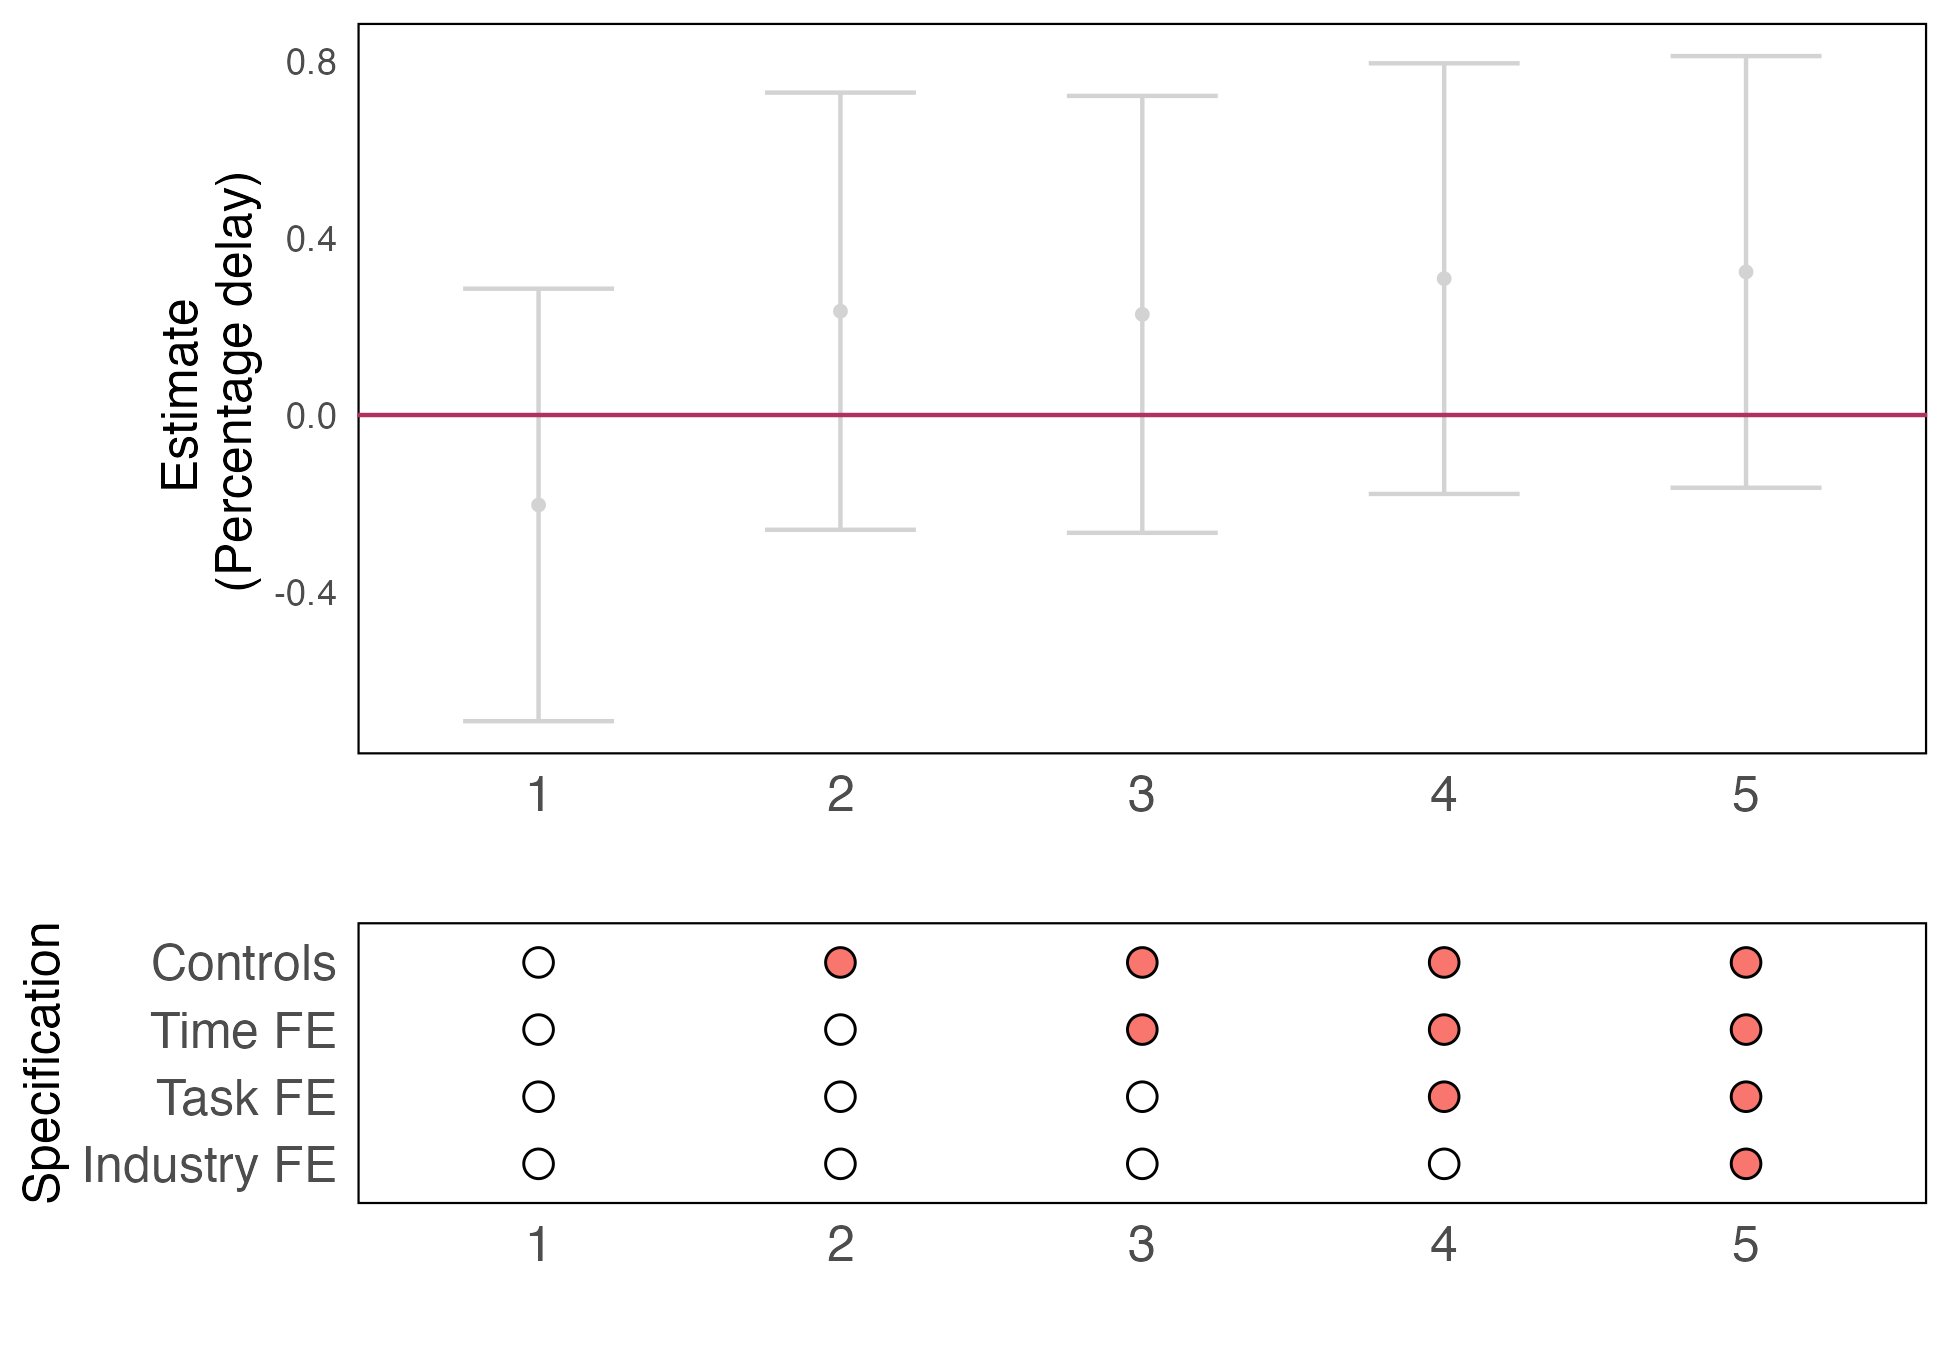 0.8
0.4
0.0
-0.4
Estimate
(Percentage delay)
1 2 3 4 5
Specification
Controls
Time FE
Task FE
Industry FE
1 2 3 4 5